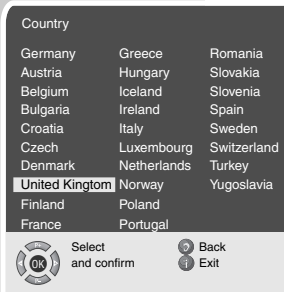 Country
Germany Greece Romania
Austria Hungary Slovakia
Belgium Iceland Slovenia
Bulgaria Ireland Spain
Croatia Italy Sweden
Czech Luxembourg Switzerland
Denmark Netherlands Turkey
United Kingtom Norway Yugoslavia
Finland Poland
France Portugal
Select Back
OK and confirm i Exit